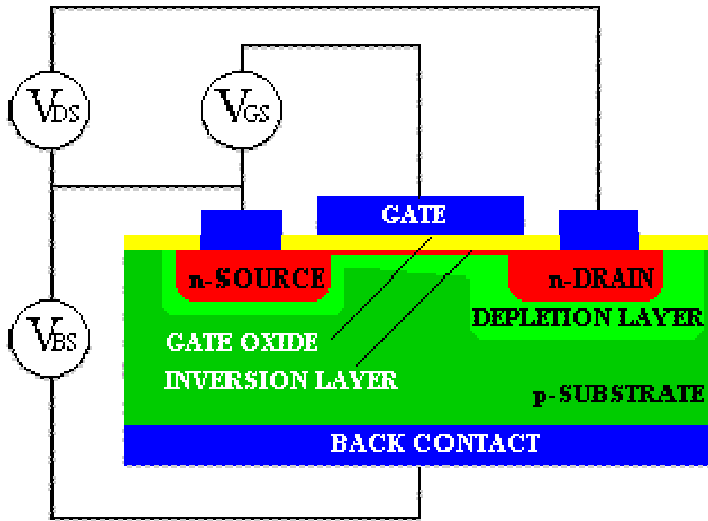 VDS
VGS
GATE
n-SOURCE
n-DRAIN
DEPLETION LAYER
VBS
GATE OXIDE
INVERSION LAYER
p-SUBSTRATE
BACK CONTACT